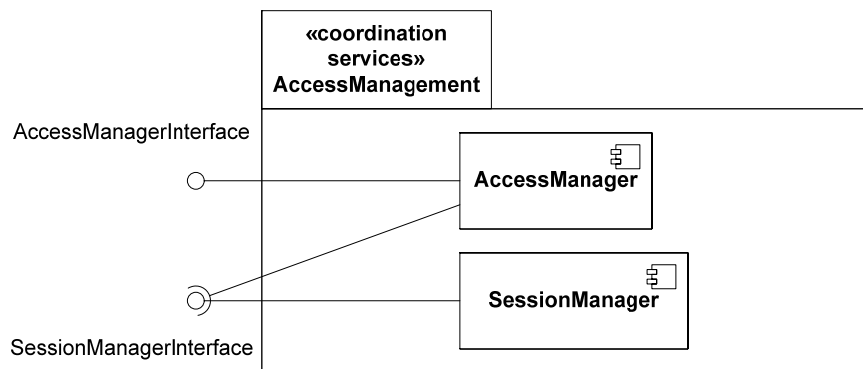 «coordination
services»
AccessManagement
AccessManagerInterface
AccessManager
SessionManager
SessionManagerInterface